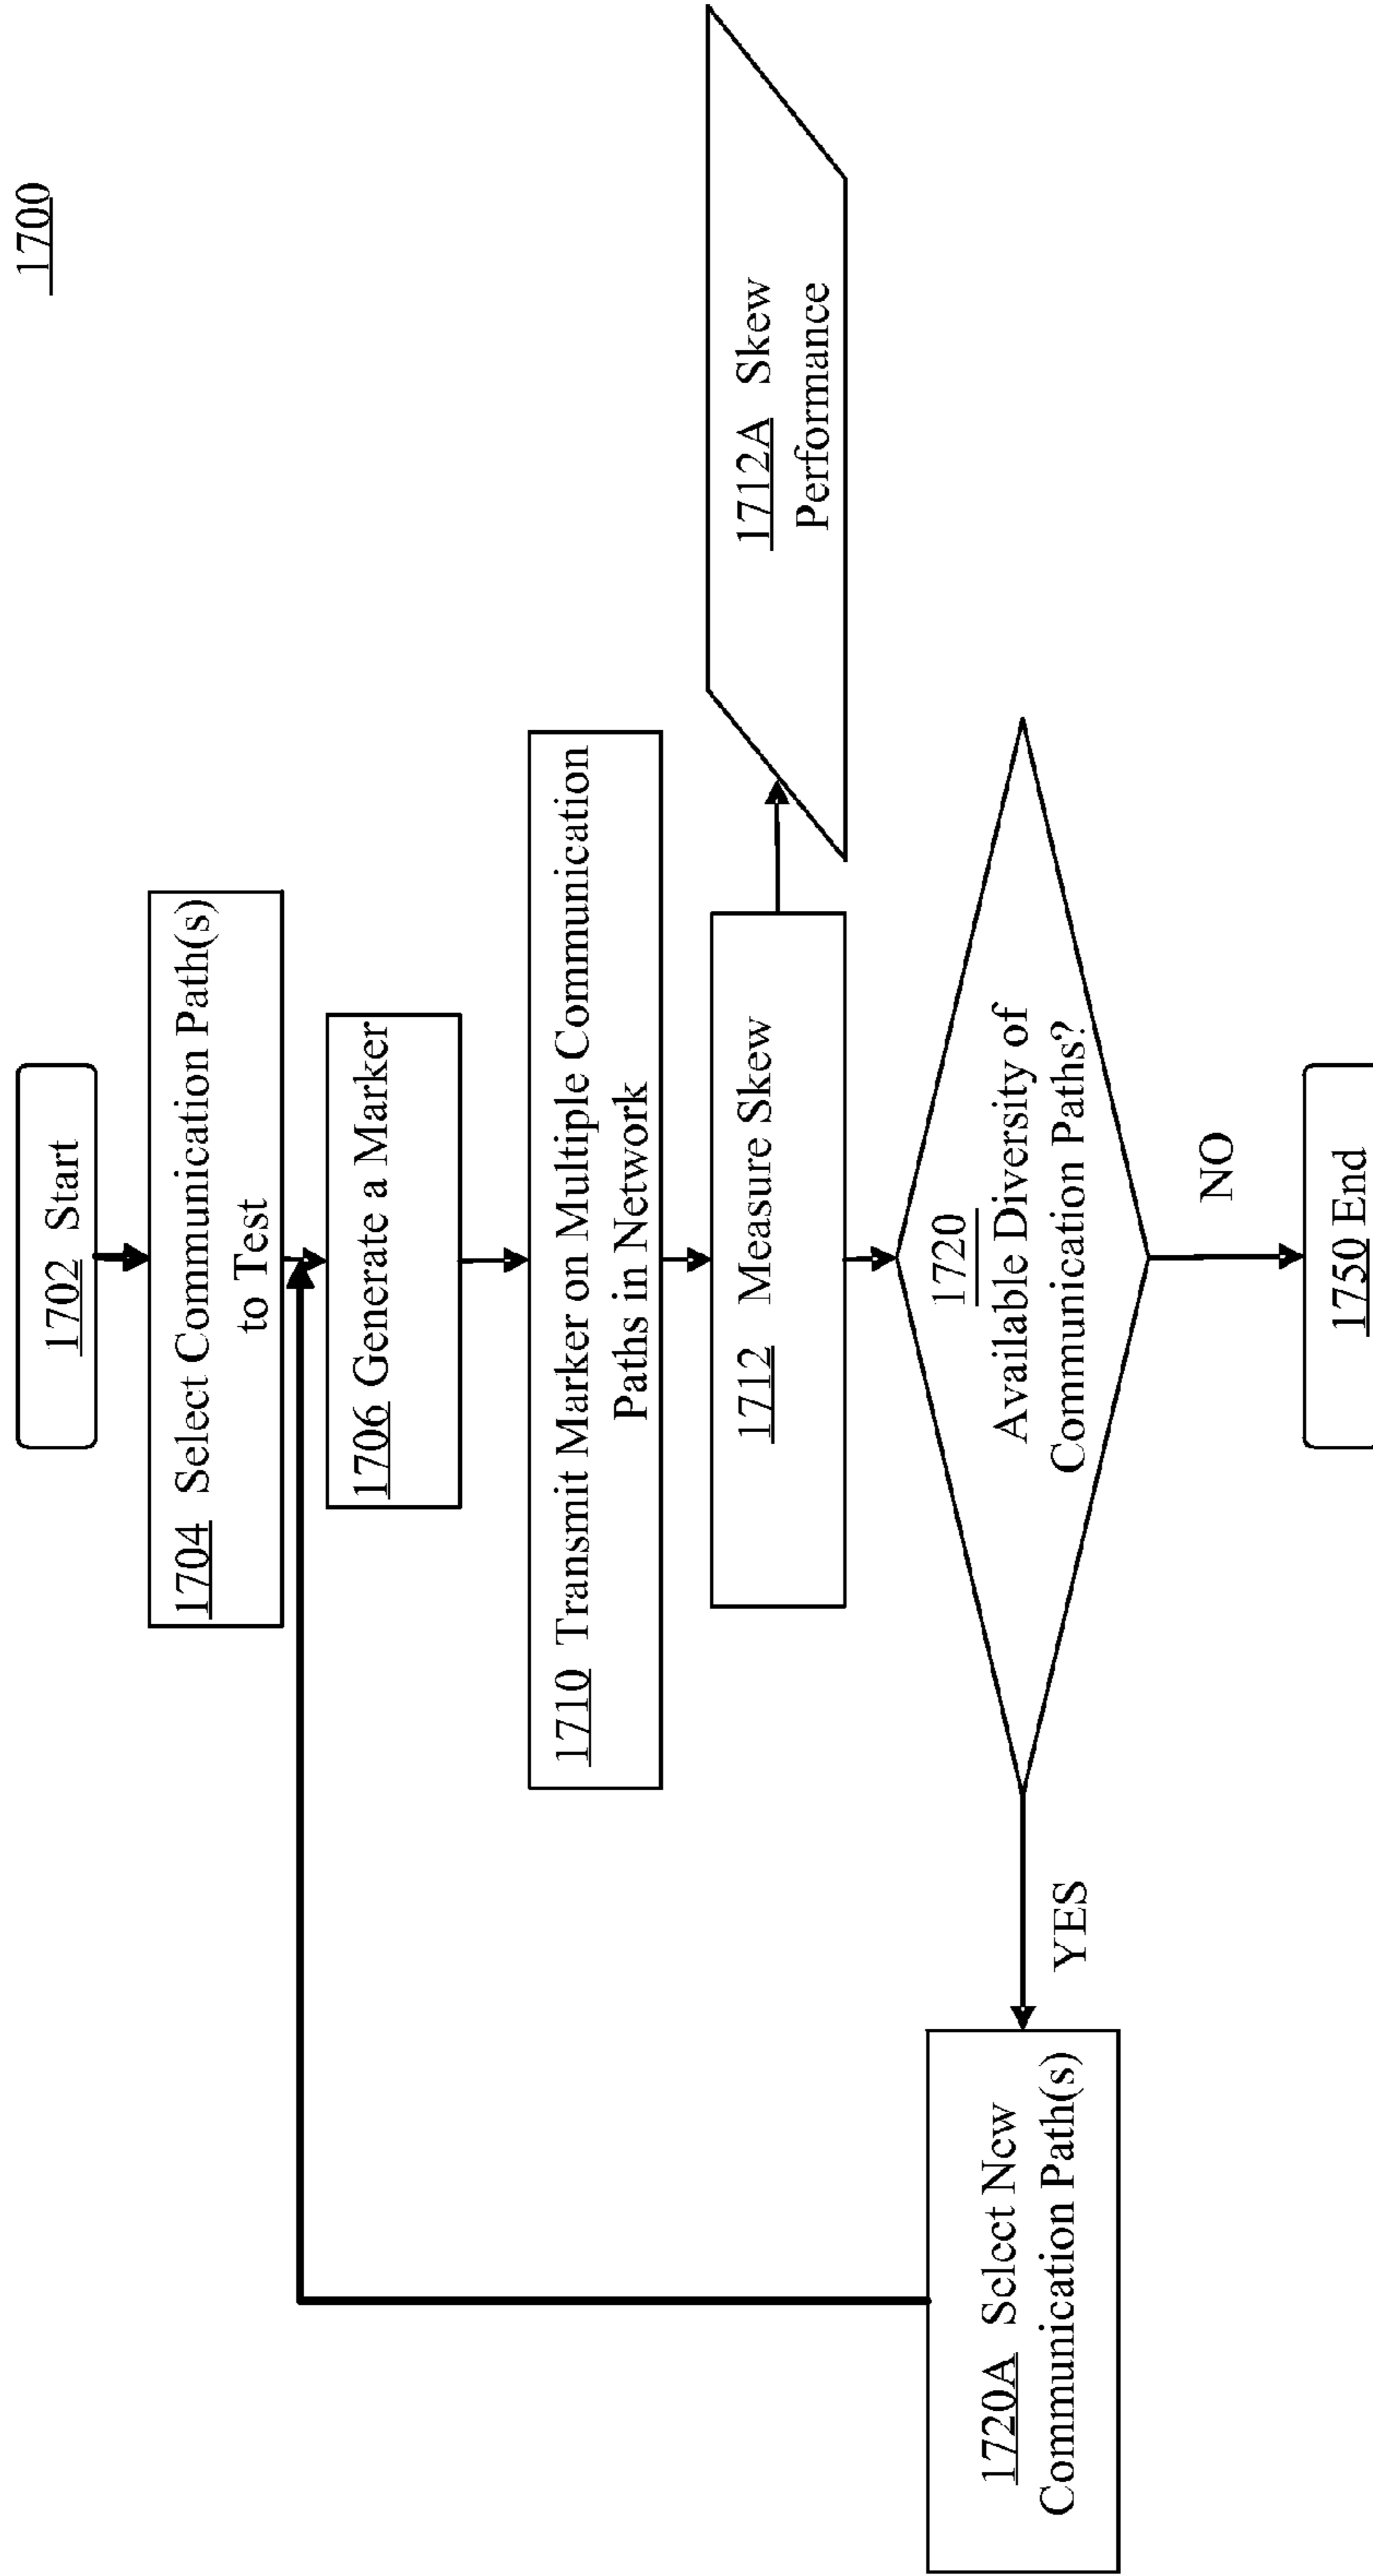 1700
1702 Start
1704 Select Communication Path(s)
to Test
1706 Generate a Marker
1710 Transmit Marker on Multiple Communication
Paths in Network
1712 Measure Skew
1712A Skew
Performance
1720
Available Diversity of
Communication Paths?
YES
NO
1720A Select New
Communication Path(s)
1750 End